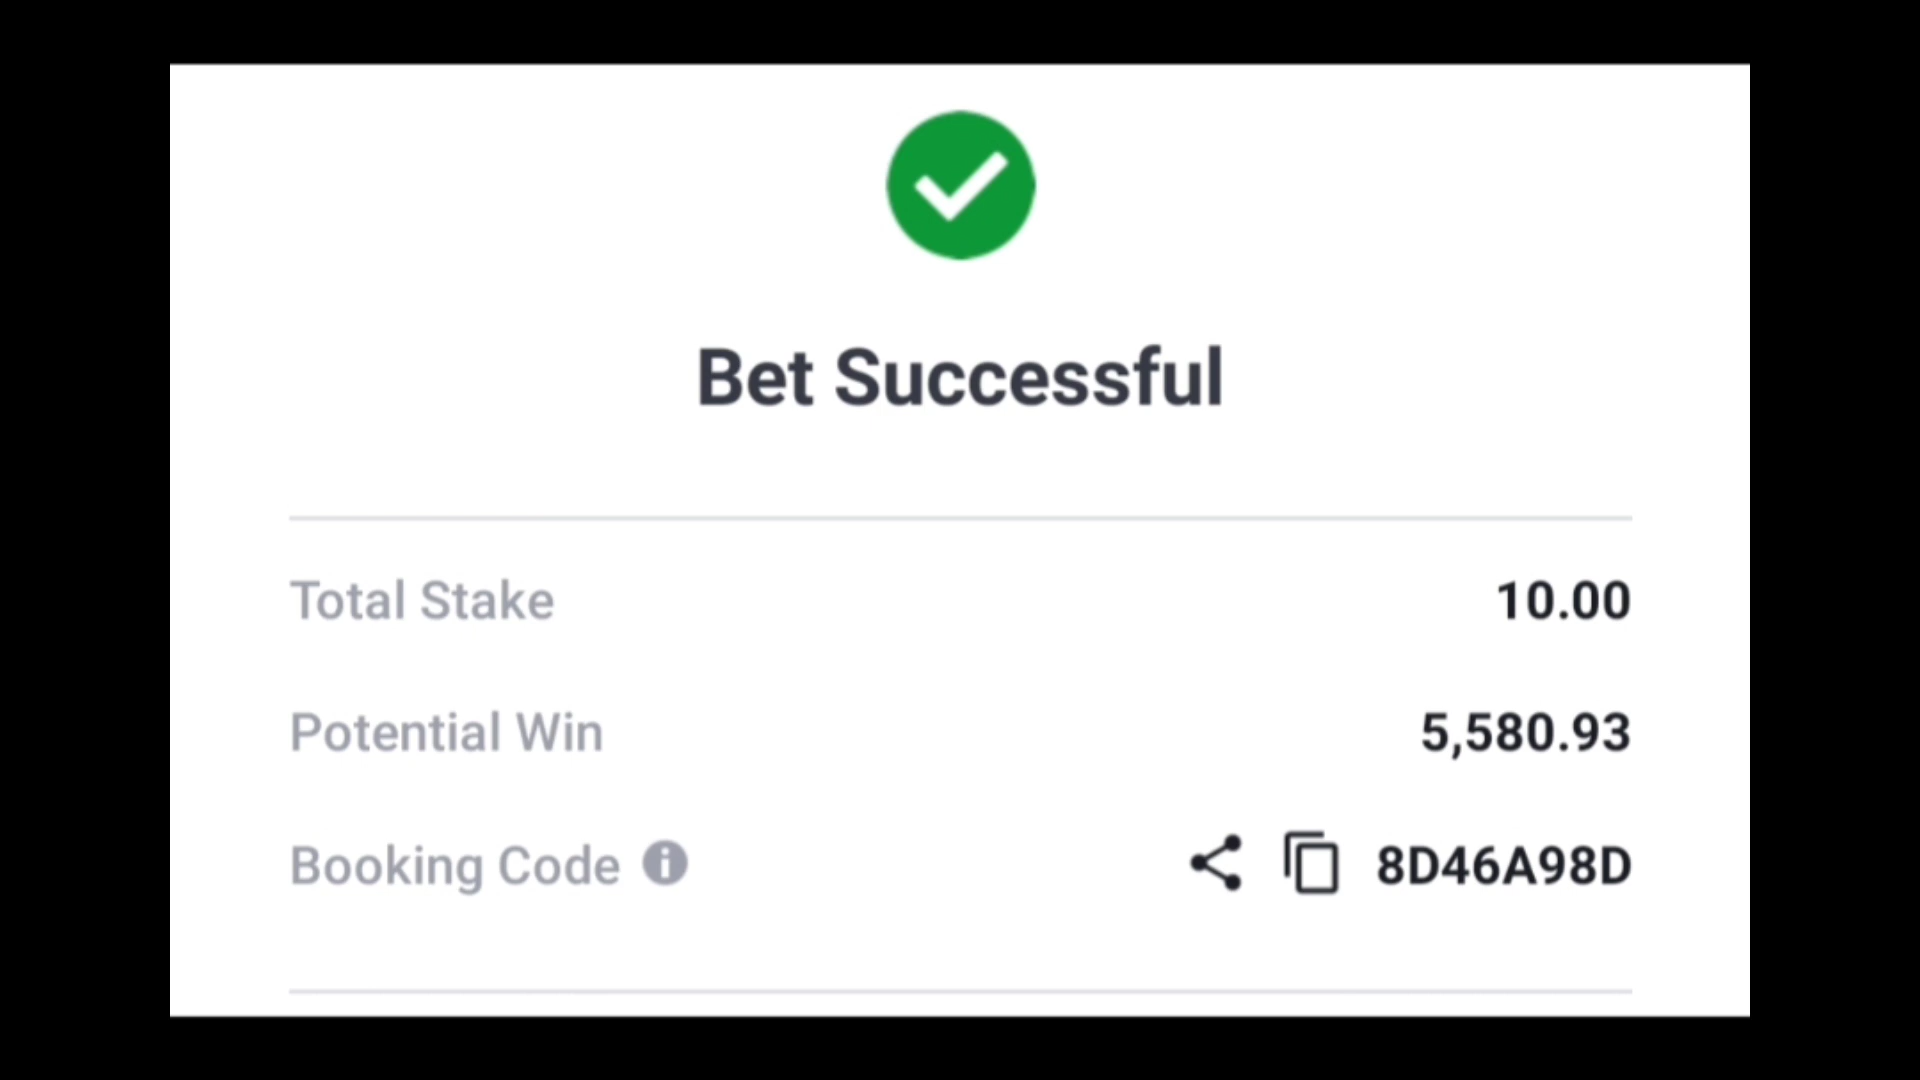 Bet Successful
Total Stake 10.00
Potential Win 5,580.93
Booking Code 8D46A98D